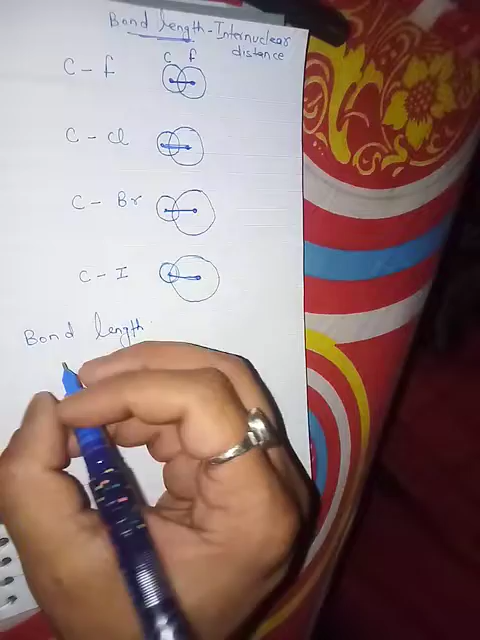 Bond length - Internuclear
distance
C f
C - f
C - Cl
C - Br
C - I
Bond length